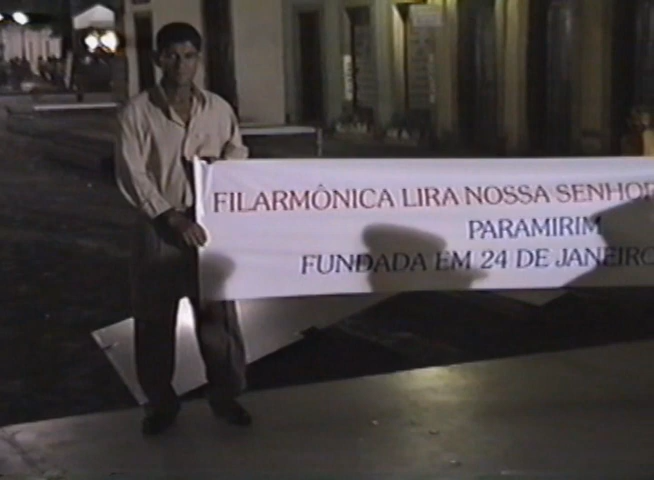 FILARMÔNICA LIRA NOSSA SENHOR
PARAMIRIM
FUNDADA EM 24 DE JANEIRO